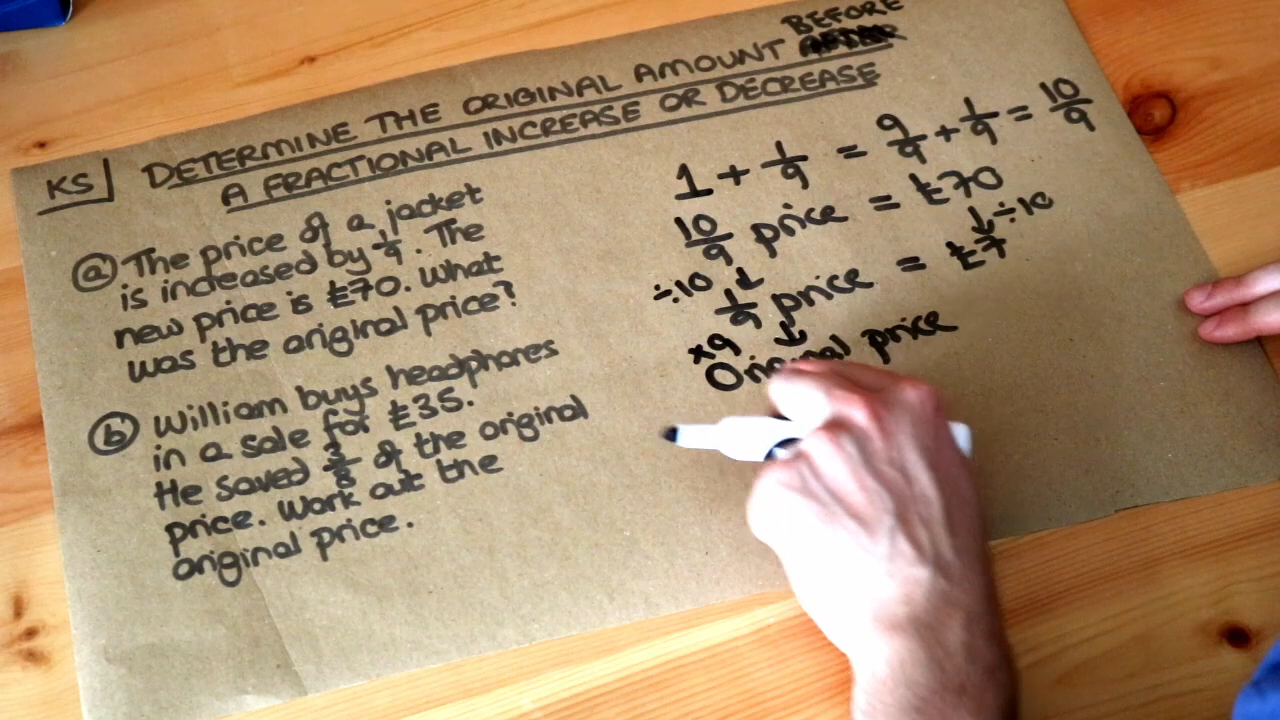 BEFORE
DETERMINE THE ORIGINAL AMOUNT
A FRACTIONAL INCREASE OR DECREASE
KS
(a) The price of a jacket
is increased by 1/9. The
new price is £70. What
was the original price?
(b) William buys headphones
in a sale for £35.
He saved 3/8 of the original
price. Work out the
original price.
1 + 1/9 = 9/9 + 1/9 = 10/9
10/9 price = £70
÷10 ↓ ↓ ÷10
1/9 price = £7
×9 ↓
Original price